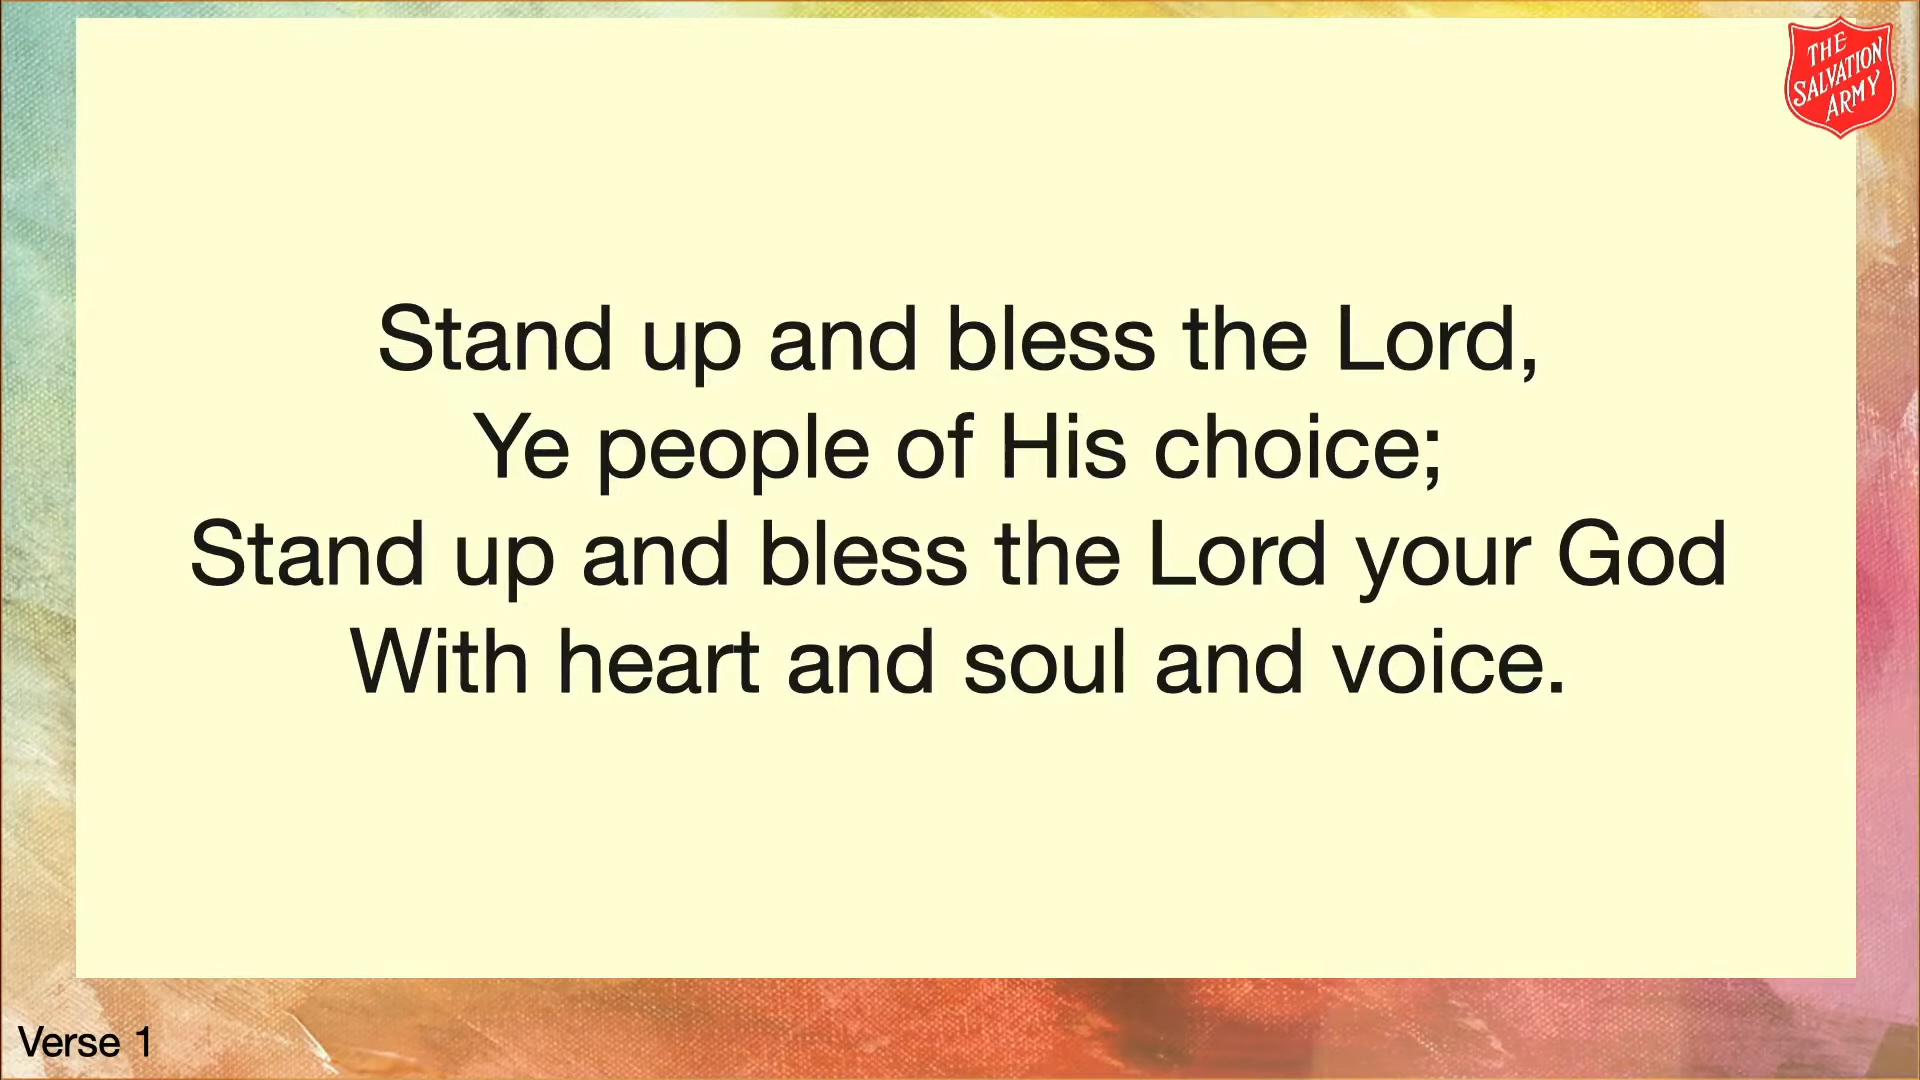 THE
SALVATION
ARMY
Stand up and bless the Lord,
Ye people of His choice;
Stand up and bless the Lord your God
With heart and soul and voice.
Verse 1